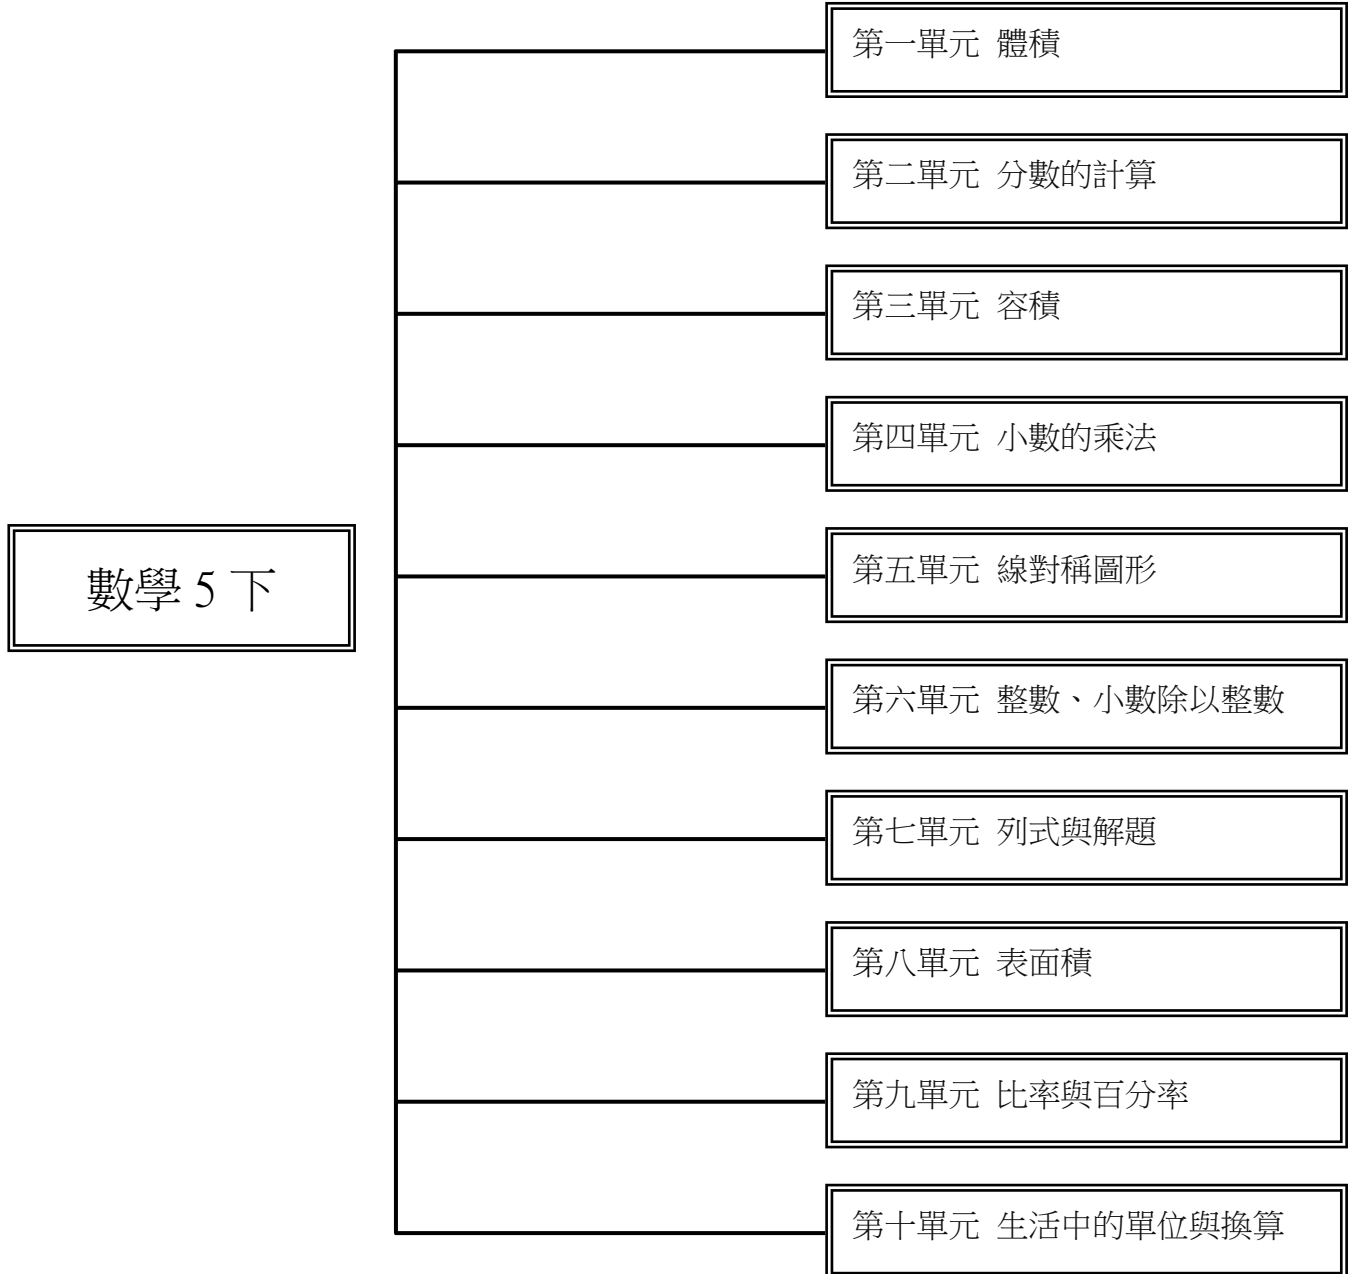 第一單元 體積
第二單元 分數的計算
第三單元 容積
第四單元 小數的乘法
數學 5 下
第五單元 線對稱圖形
第六單元 整數、小數除以整數
第七單元 列式與解題
第八單元 表面積
第九單元 比率與百分率
第十單元 生活中的單位與換算